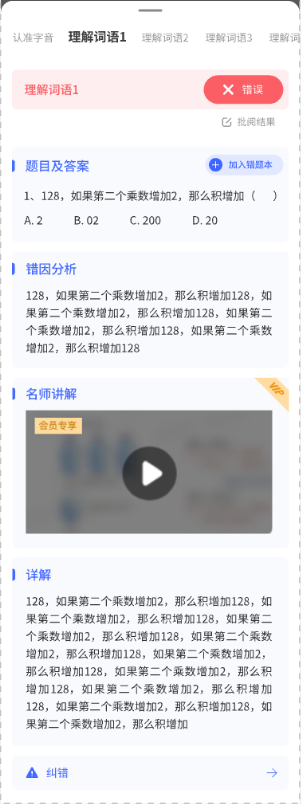 认准字音 理解词语1 理解词语2 理解词语3 理解词
理解词语1 错误
批阅结果
题目及答案 加入错题本
1、128，如果第二个乘数增加2，那么积增加（ ）
A. 2 B. 02 C. 200 D. 20
错因分析
128，如果第二个乘数增加2，那么积增加128，如
果第二个乘数增加2，那么积增加128，如果第二个
乘数增加2，那么积增加128，如果第二个乘数
增加2，那么积增加128
名师讲解 VIP
会员专享
详解
128，如果第二个乘数增加2，那么积增加128，如
果第二个乘数增加2，那么积增加128，如果第二
个乘数增加2，那么积增加128，如果第二个乘数
增加2，那么积增加128，如果第二个乘数增加2，
那么积增加128，如果第二个乘数增加2，那么积
增加128，如果第二个乘数增加2，那么积增加
128，如果第二个乘数增加2，那么积增加128，如
果第二个乘数增加2，那么积增加
纠错